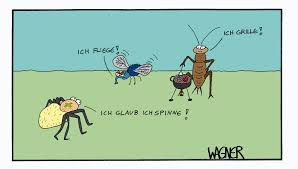 ICH FLIEGE!
ICH GRILLE!
ICH GLAUB ICH SPINNE!
WAGNER